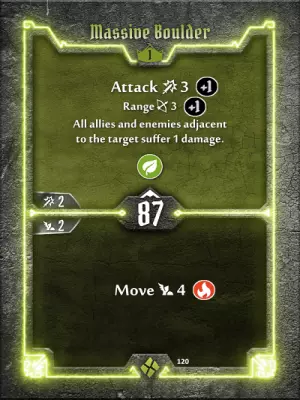 Massive Boulder
1
Attack 3 +1
Range 3 +1
All allies and enemies adjacent
to the target suffer 1 damage.
2
87
2
Move 4
120